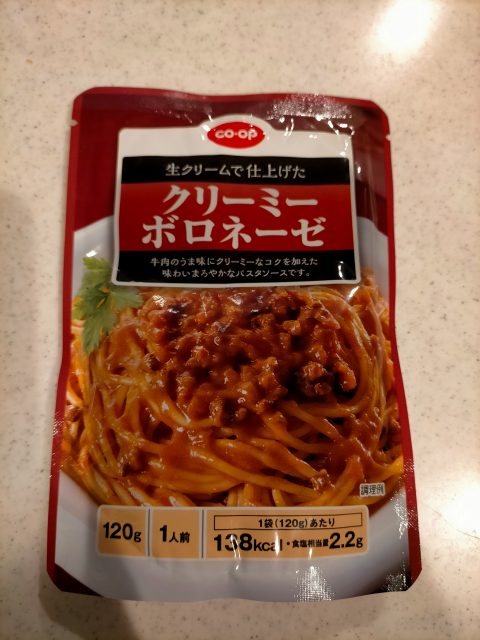 CO·OP
生クリームで仕上げた
クリーミー
ボロネーゼ
牛肉のうま味にクリーミーなコクを加えた
味わいまろやかなパスタソースです。
調理例
120g
1人前
1袋(120g)あたり
138kcal・食塩相当量2.2g